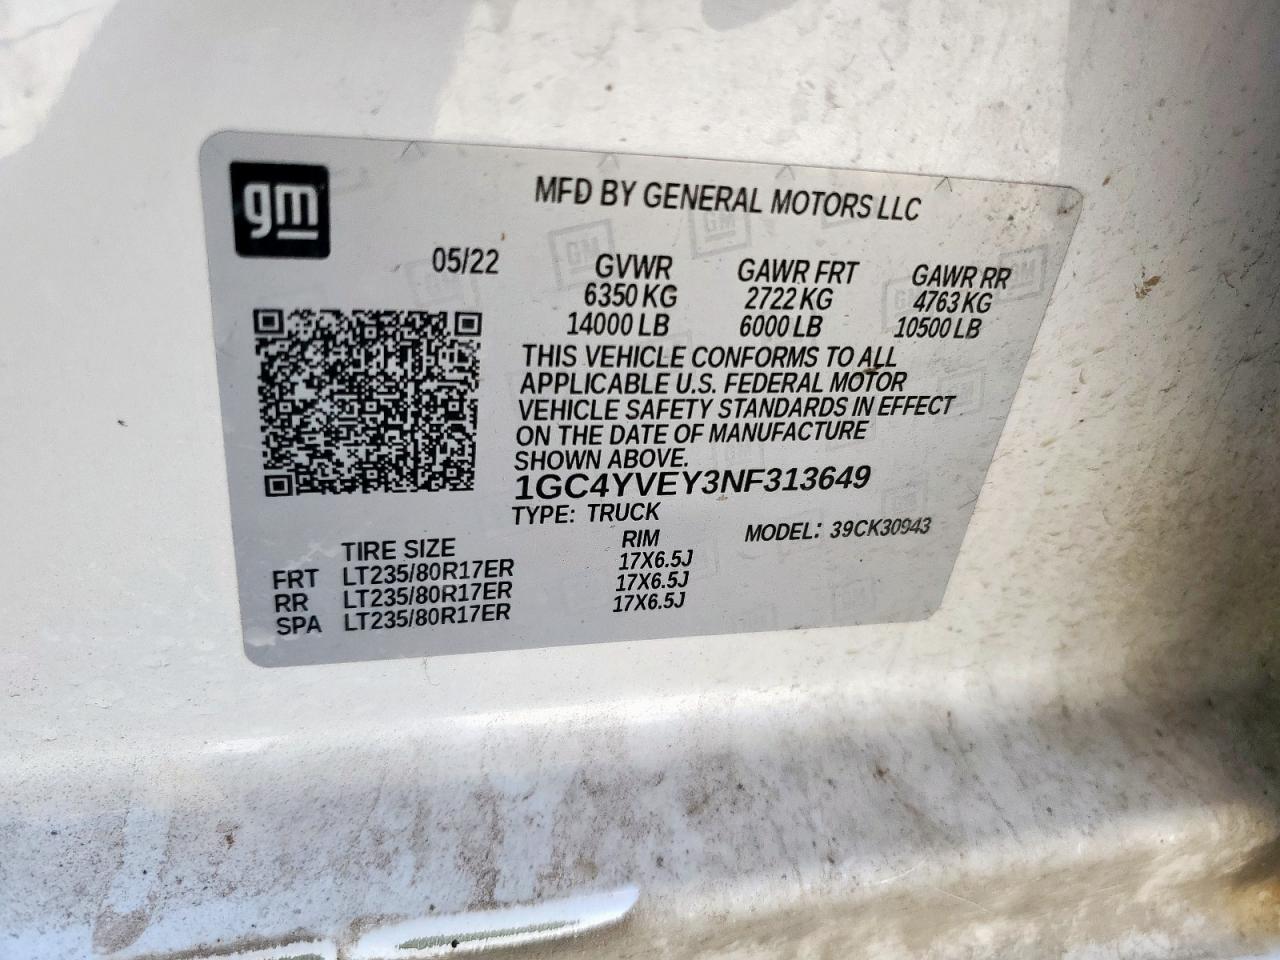 gm
MFD BY GENERAL MOTORS LLC
05/22 GVWR GAWR FRT GAWR RR
6350 KG 2722 KG 4763 KG
14000 LB 6000 LB 10500 LB
THIS VEHICLE CONFORMS TO ALL
APPLICABLE U.S. FEDERAL MOTOR
VEHICLE SAFETY STANDARDS IN EFFECT
ON THE DATE OF MANUFACTURE
SHOWN ABOVE.
1GC4YVEY3NF313649
TYPE: TRUCK MODEL: 39CK30943
TIRE SIZE RIM
FRT LT235/80R17ER 17X6.5J
RR LT235/80R17ER 17X6.5J
SPA LT235/80R17ER 17X6.5J